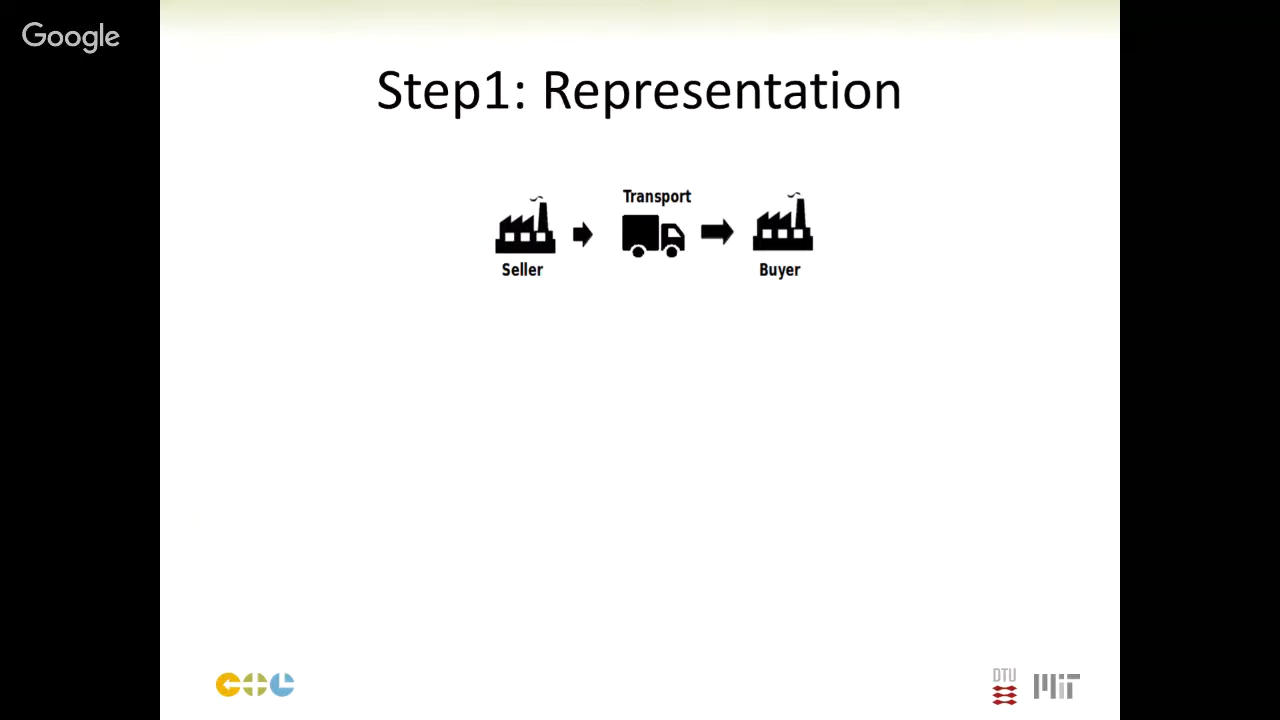 Google
Step1: Representation
Transport
Seller
Buyer
DTU
MIT